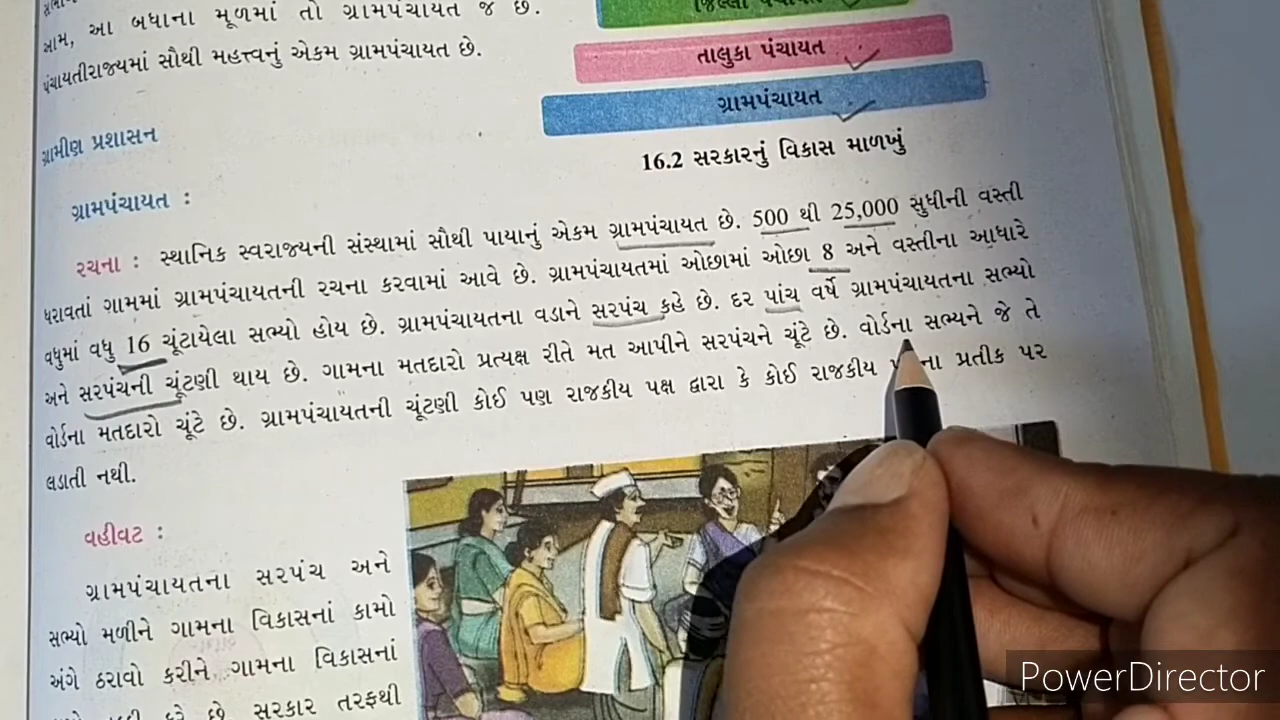 આમ, આ બધાના મૂળમાં તો ગ્રામપંચાયત જ છે.
પંચાયતીરાજ્યમાં સૌથી મહત્ત્વનું એકમ ગ્રામપંચાયત છે.
જિલ્લા પંચાયત
તાલુકા પંચાયત
ગ્રામપંચાયત
16.2 સરકારનું વિકાસ માળખું
ગ્રામીણ પ્રશાસન
ગ્રામપંચાયત :
રચના : સ્થાનિક સ્વરાજ્યની સંસ્થામાં સૌથી પાયાનું એકમ ગ્રામપંચાયત છે. 500 થી 25,000 સુધીની વસ્તી
ધરાવતાં ગામમાં ગ્રામપંચાયતની રચના કરવામાં આવે છે. ગ્રામપંચાયતમાં ઓછામાં ઓછા 8 અને વસ્તીના આધારે
વધુમાં વધુ 16 ચૂંટાયેલા સભ્યો હોય છે. ગ્રામપંચાયતના વડાને સરપંચ કહે છે. દર પાંચ વર્ષે ગ્રામપંચાયતના સભ્યો
અને સરપંચની ચૂંટણી થાય છે. ગામના મતદારો પ્રત્યક્ષ રીતે મત આપીને સરપંચને ચૂંટે છે. વોર્ડના સભ્યને જે તે
વોર્ડના મતદારો ચૂંટે છે. ગ્રામપંચાયતની ચૂંટણી કોઈ પણ રાજકીય પક્ષ દ્વારા કે કોઈ રાજકીય પ્રતીક પર
લડાતી નથી.
વહીવટ :
ગ્રામપંચાયતના સરપંચ અને
સભ્યો મળીને ગામના વિકાસનાં કામો
અંગે ઠરાવો કરીને ગામના વિકાસનાં
છે. સરકાર તરફથી
PowerDirector